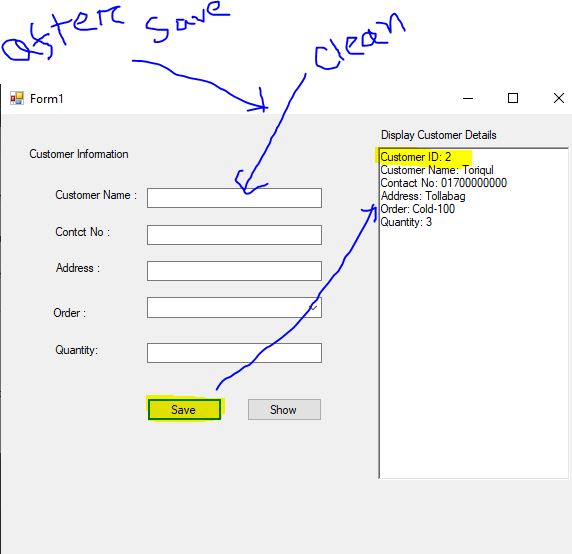 after save
clean
Form1
Display Customer Details
Customer Information
Customer ID: 2
Customer Name: Toriqul
Contact No: 01700000000
Address: Tollabag
Order: Cold-100
Quantity: 3
Customer Name :
Contct No :
Address :
Order :
Quantity:
Save
Show